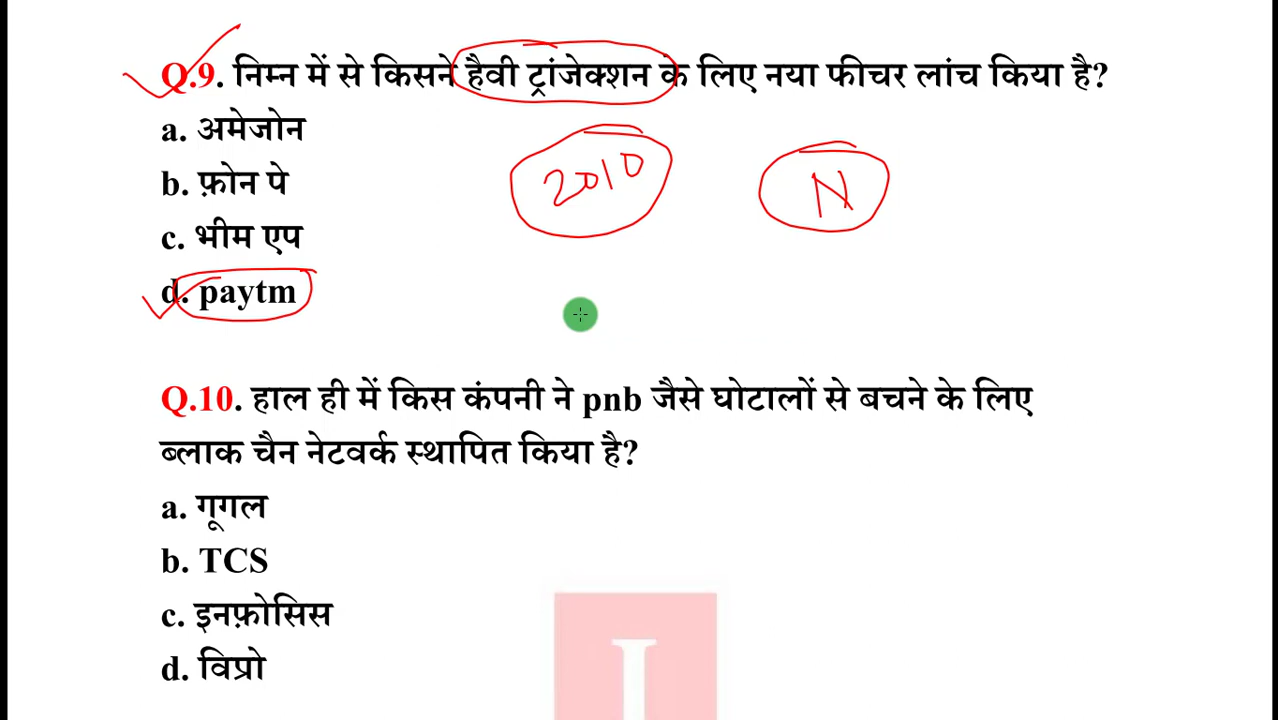 Q.9. निम्न में से किसने हैवी ट्रांजेक्शन के लिए नया फीचर लांच किया है?
a. अमेजोन
2010
N
b. फ़ोन पे
c. भीम एप
d. paytm
Q.10. हाल ही में किस कंपनी ने pnb जैसे घोटालों से बचने के लिए
ब्लाक चैन नेटवर्क स्थापित किया है?
a. गूगल
b. TCS
c. इनफ़ोसिस
d. विप्रो